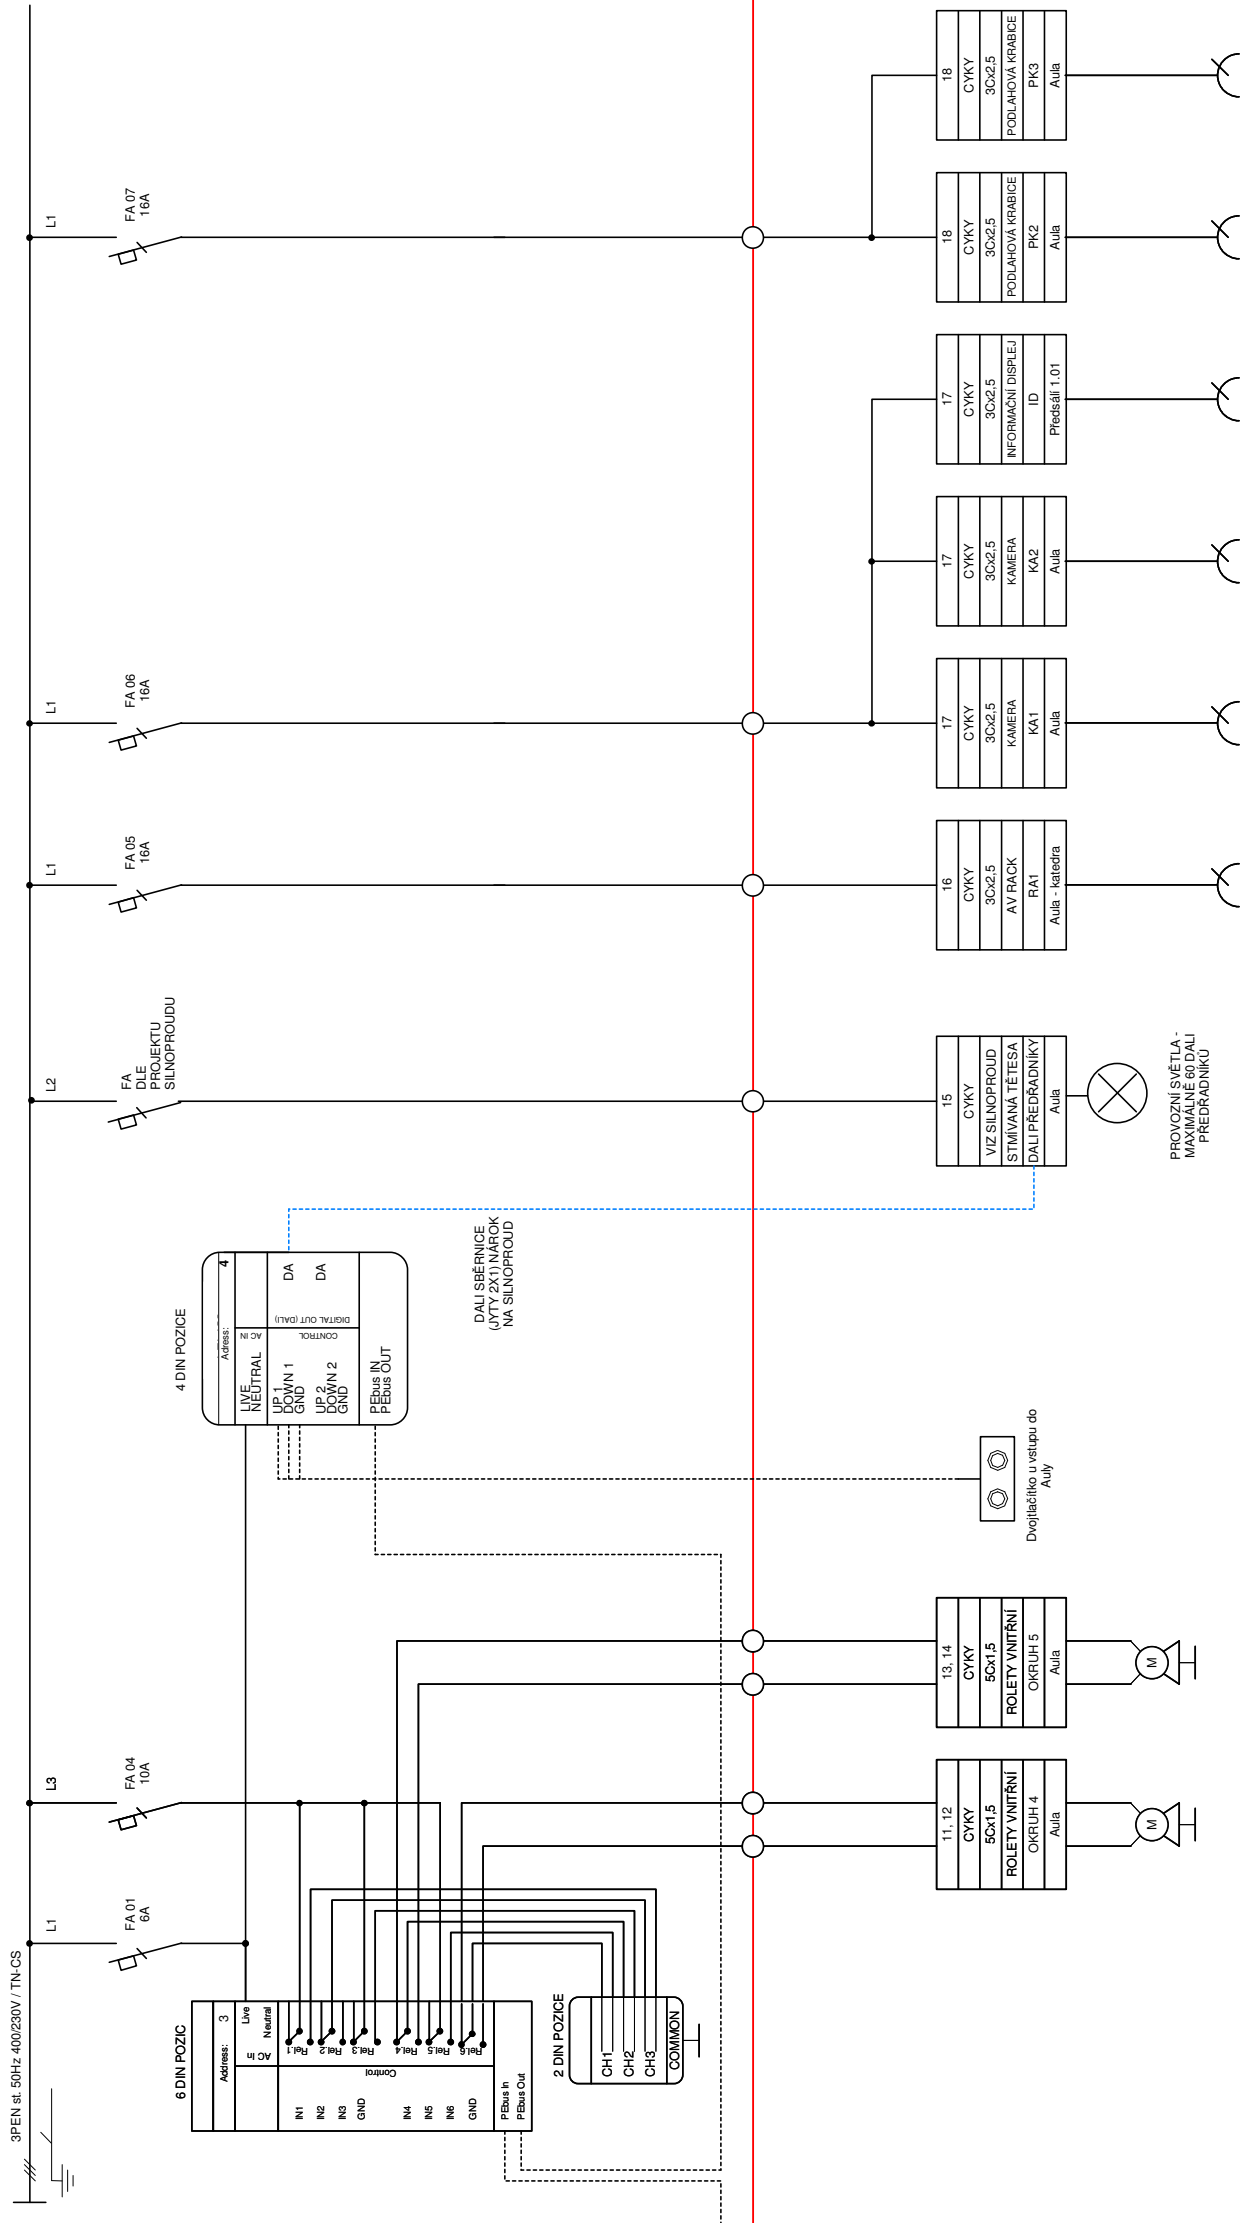 3PEN st. 50Hz 400/230V / TN-CS
L1
FA 01
6A
L3
FA 04
10A
L2
FA
DLE
PROJEKTU
SILNOPROUDU
L1
FA 05
16A
L1
FA 06
16A
L1
FA 07
16A
6 DIN POZIC
Address: 3
AC In
Live
Neutral
Control
IN1
IN2
IN3
GND
IN4
IN5
IN6
GND
Rel.1
Rel.2
Rel.3
Rel.4
Rel.5
Rel.6
PEbus In
PEbus Out
2 DIN POZICE
CH1
CH2
CH3
COMMON
4 DIN POZICE
Adress: 4
LIVE
NEUTRAL
AC IN
UP 1
DOWN 1
GND
UP 2
DOWN 2
GND
CONTROL
DIGITAL OUT (DALI)
DA
DA
PEbus IN
PEbus OUT
DALI SBĚRNICE
(JYTY 2X1) NÁROK
NA SILNOPROUD
Dvojtlačítko u vstupu do
Auly
11, 12
CYKY
5Cx1,5
ROLETY VNITŘNÍ
OKRUH 4
Aula
M
13, 14
CYKY
5Cx1,5
ROLETY VNITŘNÍ
OKRUH 5
Aula
M
15
CYKY
VIZ SILNOPROUD
STMÍVANÁ TĚTESA
DALI PŘEDŘADNÍKY
Aula
PROVOZNÍ SVĚTLA -
MAXIMÁLNĚ 60 DALI
PŘEDŘADNÍKŮ
16
CYKY
3Cx2,5
AV RACK
RA1
Aula - katedra
17
CYKY
3Cx2,5
KAMERA
KA1
Aula
17
CYKY
3Cx2,5
KAMERA
KA2
Aula
17
CYKY
3Cx2,5
INFORMAČNÍ DISPLEJ
ID
Předsálí 1.01
18
CYKY
3Cx2,5
PODLAHOVÁ KRABICE
PK2
Aula
18
CYKY
3Cx2,5
PODLAHOVÁ KRABICE
PK3
Aula